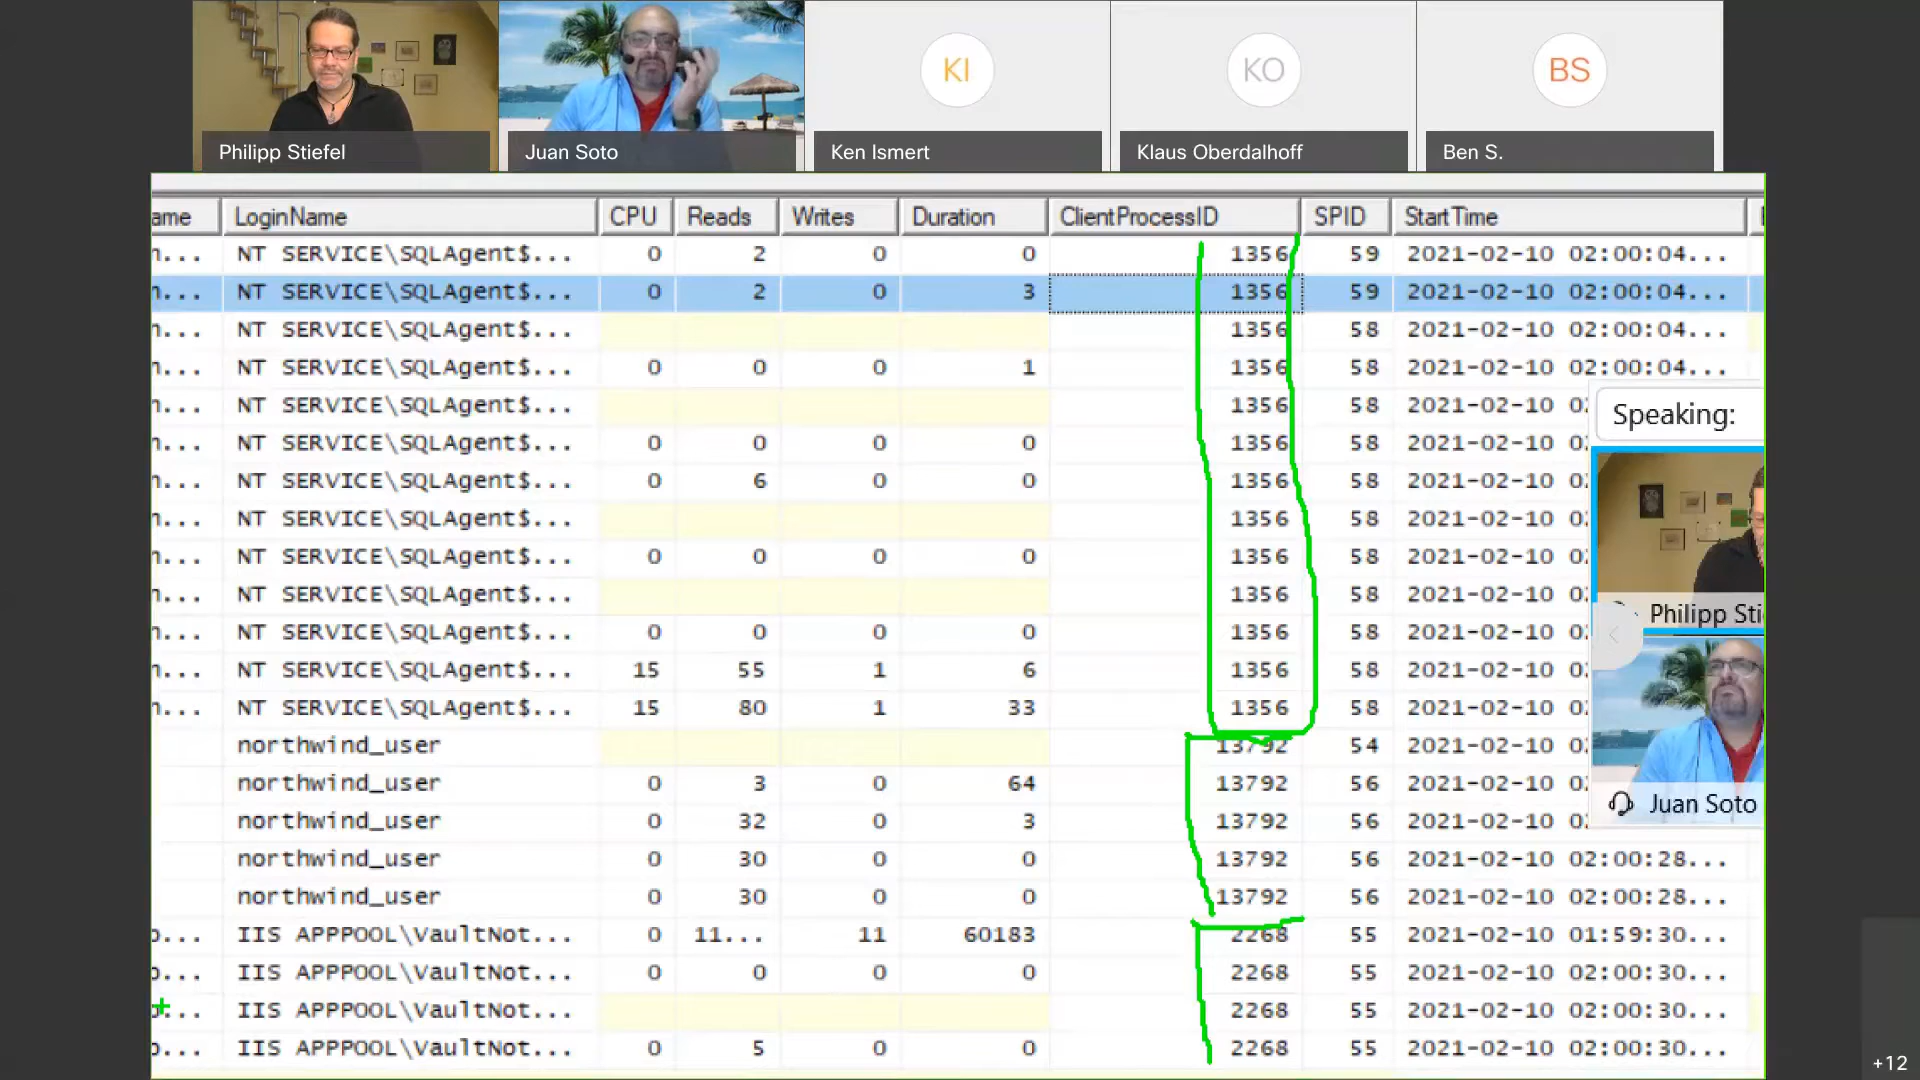 KI KO BS
Philipp Stiefel Juan Soto Ken Ismert Klaus Oberdalhoff Ben S.
ame LoginName CPU Reads Writes Duration ClientProcessID SPID StartTime
n... NT SERVICE\SQLAgent$... 0 2 0 0 1356 59 2021-02-10 02:00:04...
n... NT SERVICE\SQLAgent$... 0 2 0 3 1356 59 2021-02-10 02:00:04...
n... NT SERVICE\SQLAgent$... 1356 58 2021-02-10 02:00:04...
n... NT SERVICE\SQLAgent$... 0 0 0 1 1356 58 2021-02-10 02:00:04...
n... NT SERVICE\SQLAgent$... 1356 58 2021-02-10 02
n... NT SERVICE\SQLAgent$... 0 0 0 0 1356 58 2021-02-10 02
n... NT SERVICE\SQLAgent$... 0 6 0 0 1356 58 2021-02-10 02
n... NT SERVICE\SQLAgent$... 1356 58 2021-02-10 02
n... NT SERVICE\SQLAgent$... 0 0 0 0 1356 58 2021-02-10 02
n... NT SERVICE\SQLAgent$... 1356 58 2021-02-10 02
n... NT SERVICE\SQLAgent$... 0 0 0 0 1356 58 2021-02-10 02
n... NT SERVICE\SQLAgent$... 15 55 1 6 1356 58 2021-02-10 02
n... NT SERVICE\SQLAgent$... 15 80 1 33 1356 58 2021-02-10 02
northwind_user 13792 54 2021-02-10 02
northwind_user 0 3 0 64 13792 56 2021-02-10 02
northwind_user 0 32 0 3 13792 56 2021-02-10 02
northwind_user 0 30 0 0 13792 56 2021-02-10 02:00:28...
northwind_user 0 30 0 0 13792 56 2021-02-10 02:00:28...
o... IIS APPPOOL\VaultNot... 0 11... 11 60183 2268 55 2021-02-10 01:59:30...
o... IIS APPPOOL\VaultNot... 0 0 0 0 2268 55 2021-02-10 02:00:30...
o... IIS APPPOOL\VaultNot... 2268 55 2021-02-10 02:00:30...
o... IIS APPPOOL\VaultNot... 0 5 0 0 2268 55 2021-02-10 02:00:30...
Speaking:
Philipp Sti
Juan Soto
+12